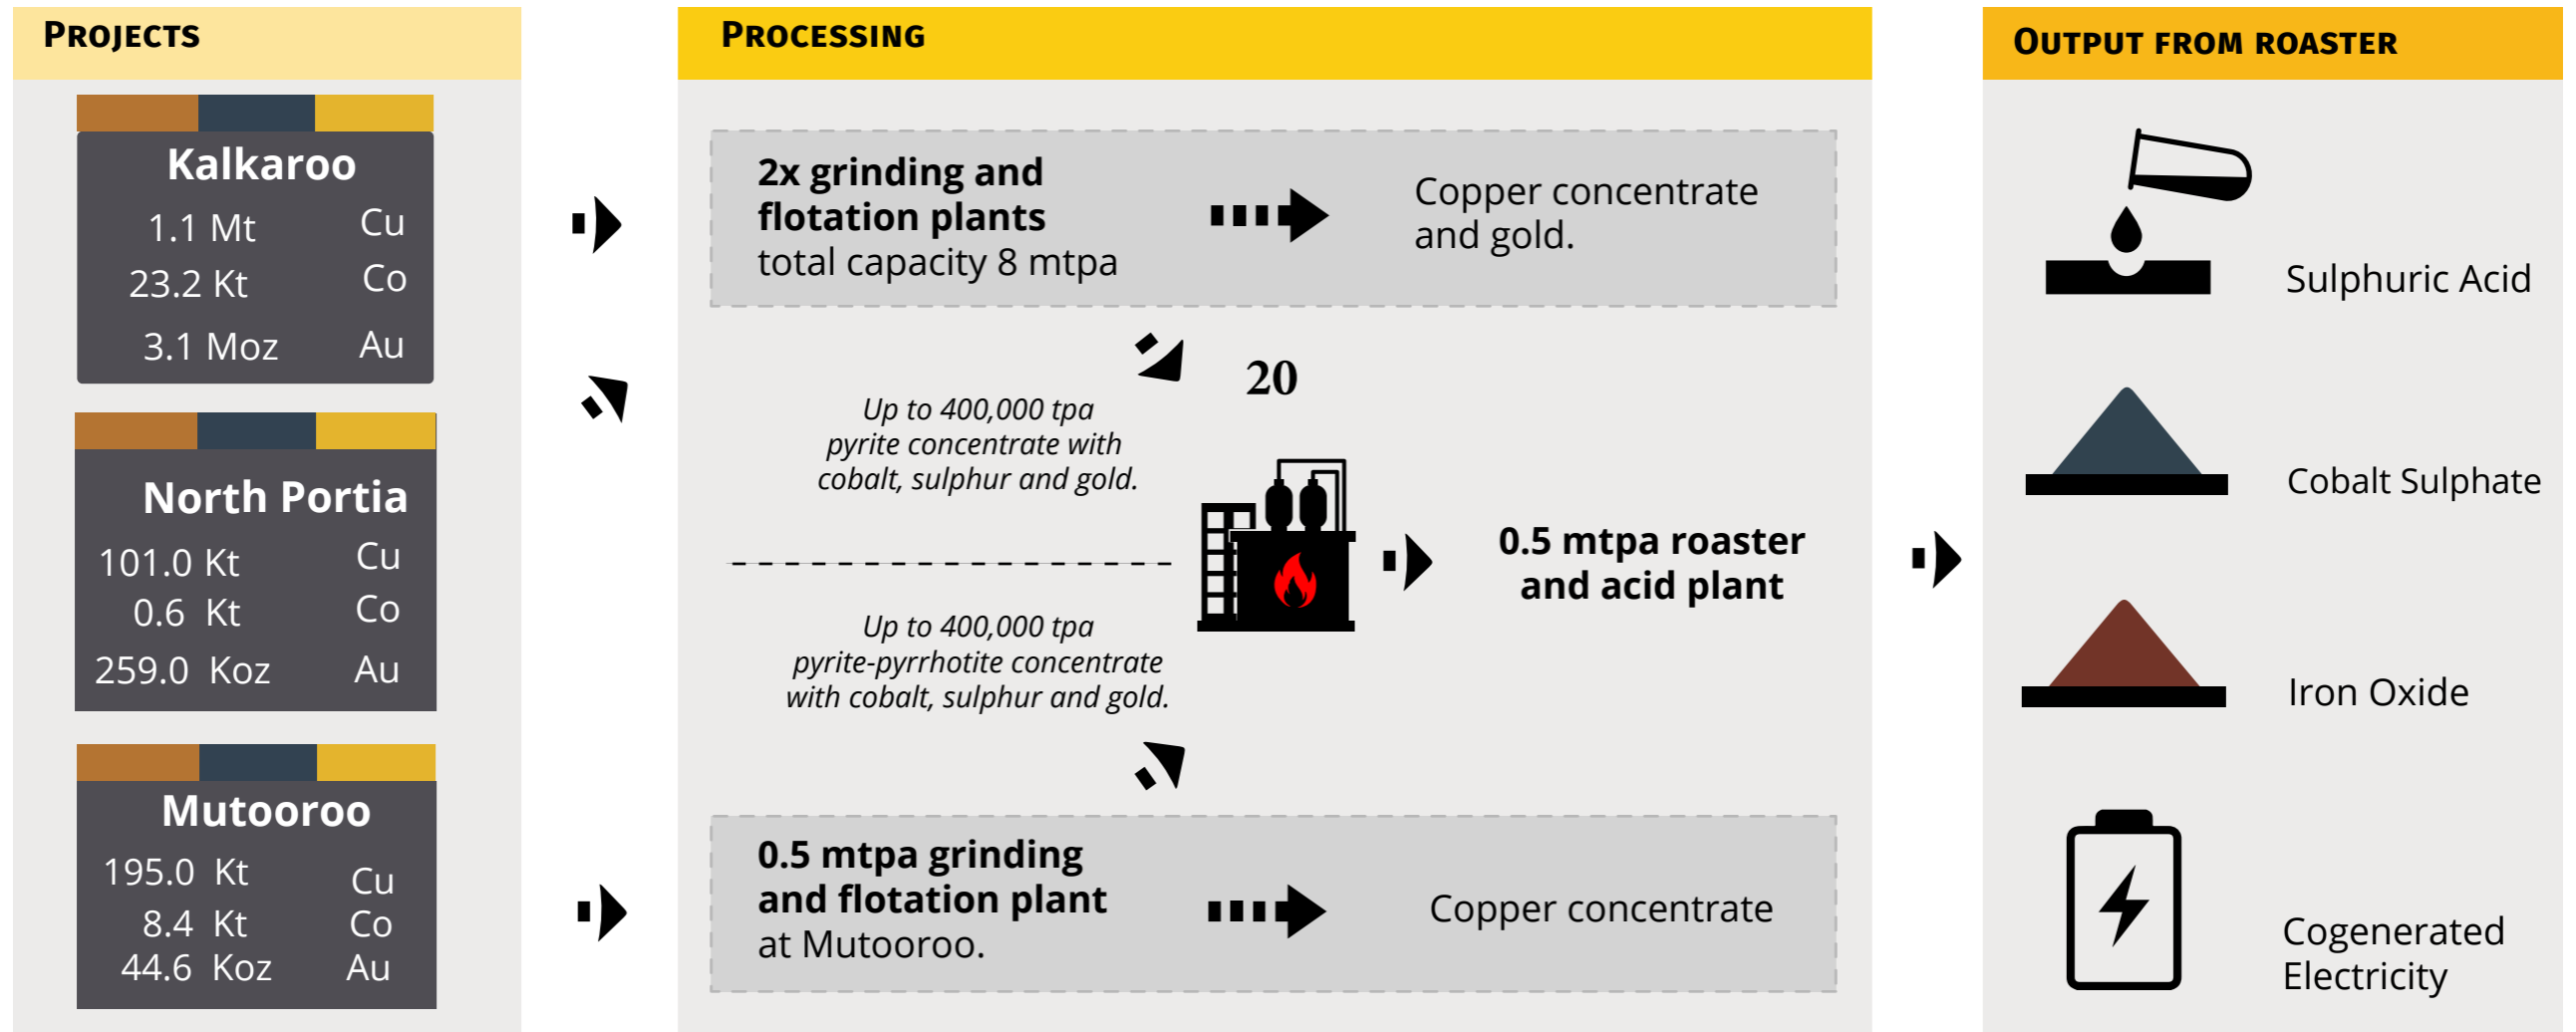 PROJECTS
Kalkaroo
1.1 Mt Cu
23.2 Kt Co
3.1 Moz Au
North Portia
101.0 Kt Cu
0.6 Kt Co
259.0 Koz Au
Mutooroo
195.0 Kt Cu
8.4 Kt Co
44.6 Koz Au
PROCESSING
2x grinding and
flotation plants
total capacity 8 mtpa
Copper concentrate
and gold.
20
Up to 400,000 tpa
pyrite concentrate with
cobalt, sulphur and gold.
0.5 mtpa roaster
and acid plant
Up to 400,000 tpa
pyrite-pyrrhotite concentrate
with cobalt, sulphur and gold.
0.5 mtpa grinding
and flotation plant
at Mutooroo.
Copper concentrate
OUTPUT FROM ROASTER
Sulphuric Acid
Cobalt Sulphate
Iron Oxide
Cogenerated
Electricity